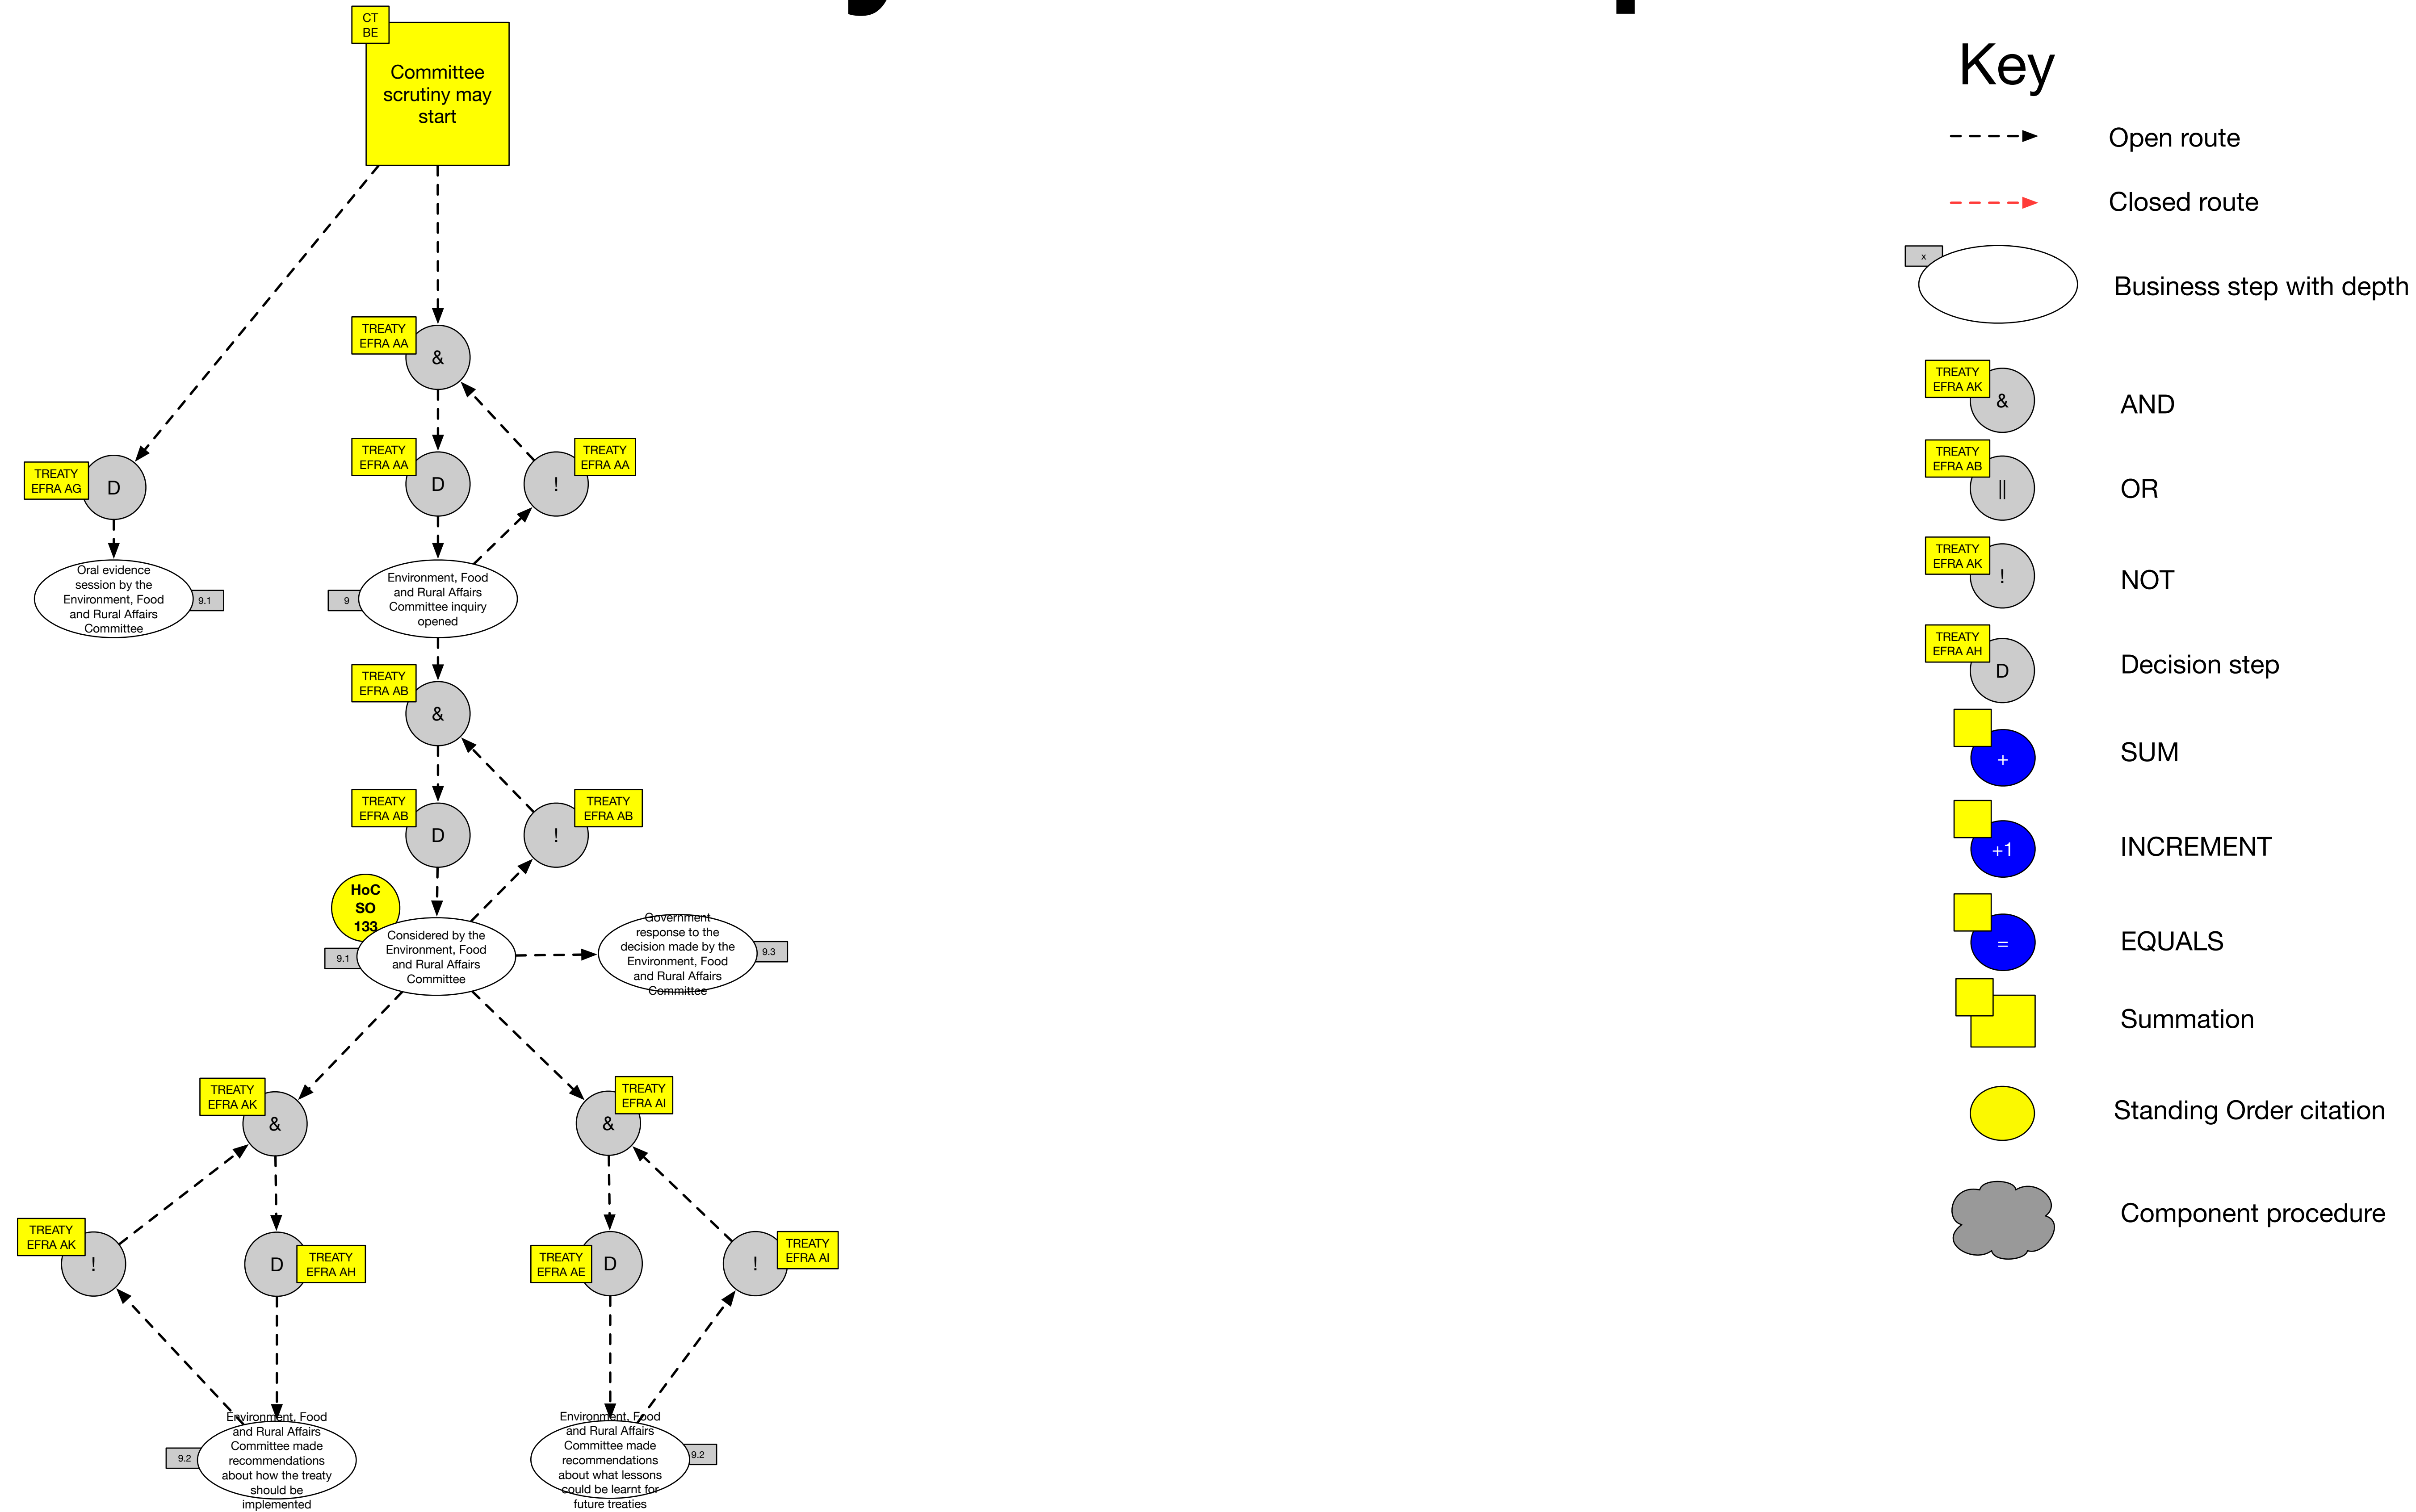 CT
BE
Committee
scrutiny may
start
TREATY
EFRA AA
&
TREATY
EFRA AG
D
TREATY
EFRA AA
D
TREATY
EFRA AA
!
Oral evidence
session by the
Environment, Food
and Rural Affairs
Committee
9.1
9
Environment, Food
and Rural Affairs
Committee inquiry
opened
TREATY
EFRA AB
&
TREATY
EFRA AB
D
TREATY
EFRA AB
!
HoC
SO
133
9.1
Considered by the
Environment, Food
and Rural Affairs
Committee
Government
response to the
decision made by the
Environment, Food
and Rural Affairs
Committee
9.3
TREATY
EFRA AK
&
TREATY
EFRA AI
&
TREATY
EFRA AK
!
D
TREATY
EFRA AH
TREATY
EFRA AE
D
!
TREATY
EFRA AI
9.2
Environment, Food
and Rural Affairs
Committee made
recommendations
about how the treaty
should be
implemented
Environment, Food
and Rural Affairs
Committee made
recommendations
about what lessons
could be learnt for
future treaties
9.2
Key
Open route
Closed route
x
Business step with depth
TREATY
EFRA AK
&
AND
TREATY
EFRA AB
||
OR
TREATY
EFRA AK
!
NOT
TREATY
EFRA AH
D
Decision step
+
SUM
+1
INCREMENT
=
EQUALS
Summation
Standing Order citation
Component procedure